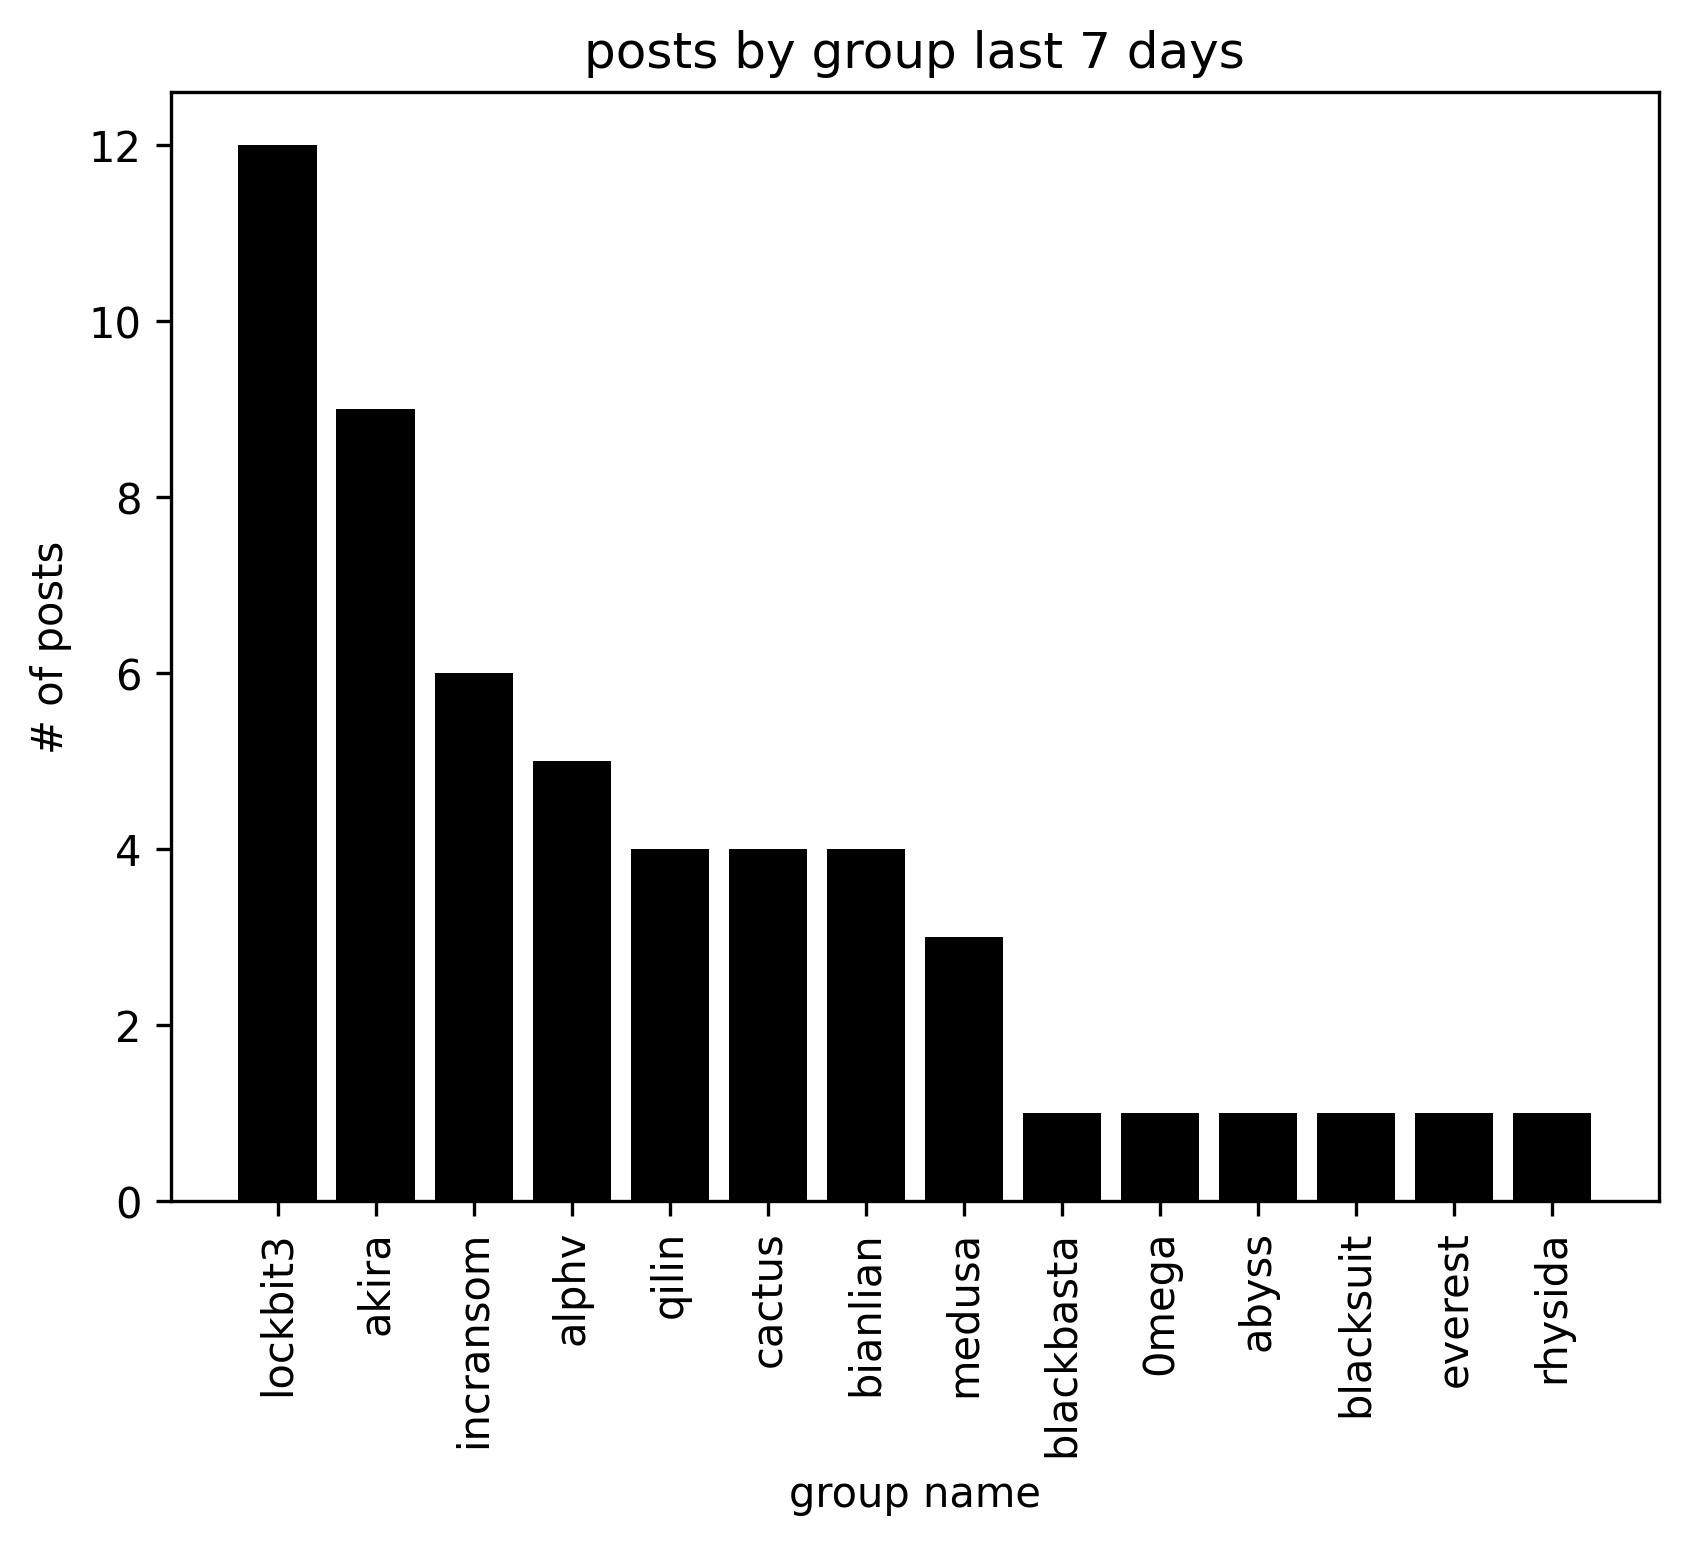 posts by group last 7 days
# of posts
12
10
8
6
4
2
0
lockbit3
akira
incransom
alphv
qilin
cactus
bianlian
medusa
blackbasta
0mega
abyss
blacksuit
everest
rhysida
group name